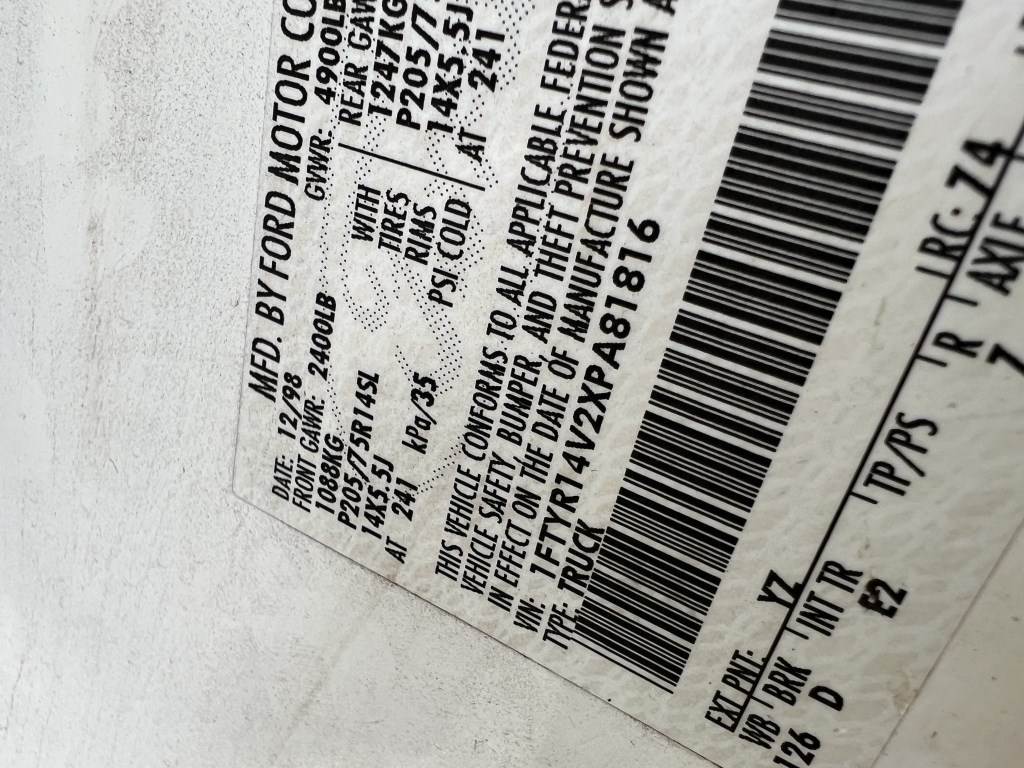 MFD. BY FORD MOTOR CO
DATE: 12/98 GVWR: 4900LB
FRONT GAWR: 2400LB REAR GAW
1088KG WITH 1247KG
P205/75R14SL TIRES P205/7
14X5.5J RIMS 14X5.5J
AT 241 kPa/35 PSI COLD AT 241
THIS VEHICLE CONFORMS TO ALL APPLICABLE FEDER
VEHICLE SAFETY, BUMPER, AND THEFT PREVENTION S
IN EFFECT ON THE DATE OF MANUFACTURE SHOWN A
VIN: 1FTYR14V2XPA81816
TYPE: TRUCK
EXT PNT: YZ RC: 74
WB BRK INT TR TP/PS R AXLE
126 D E2 7